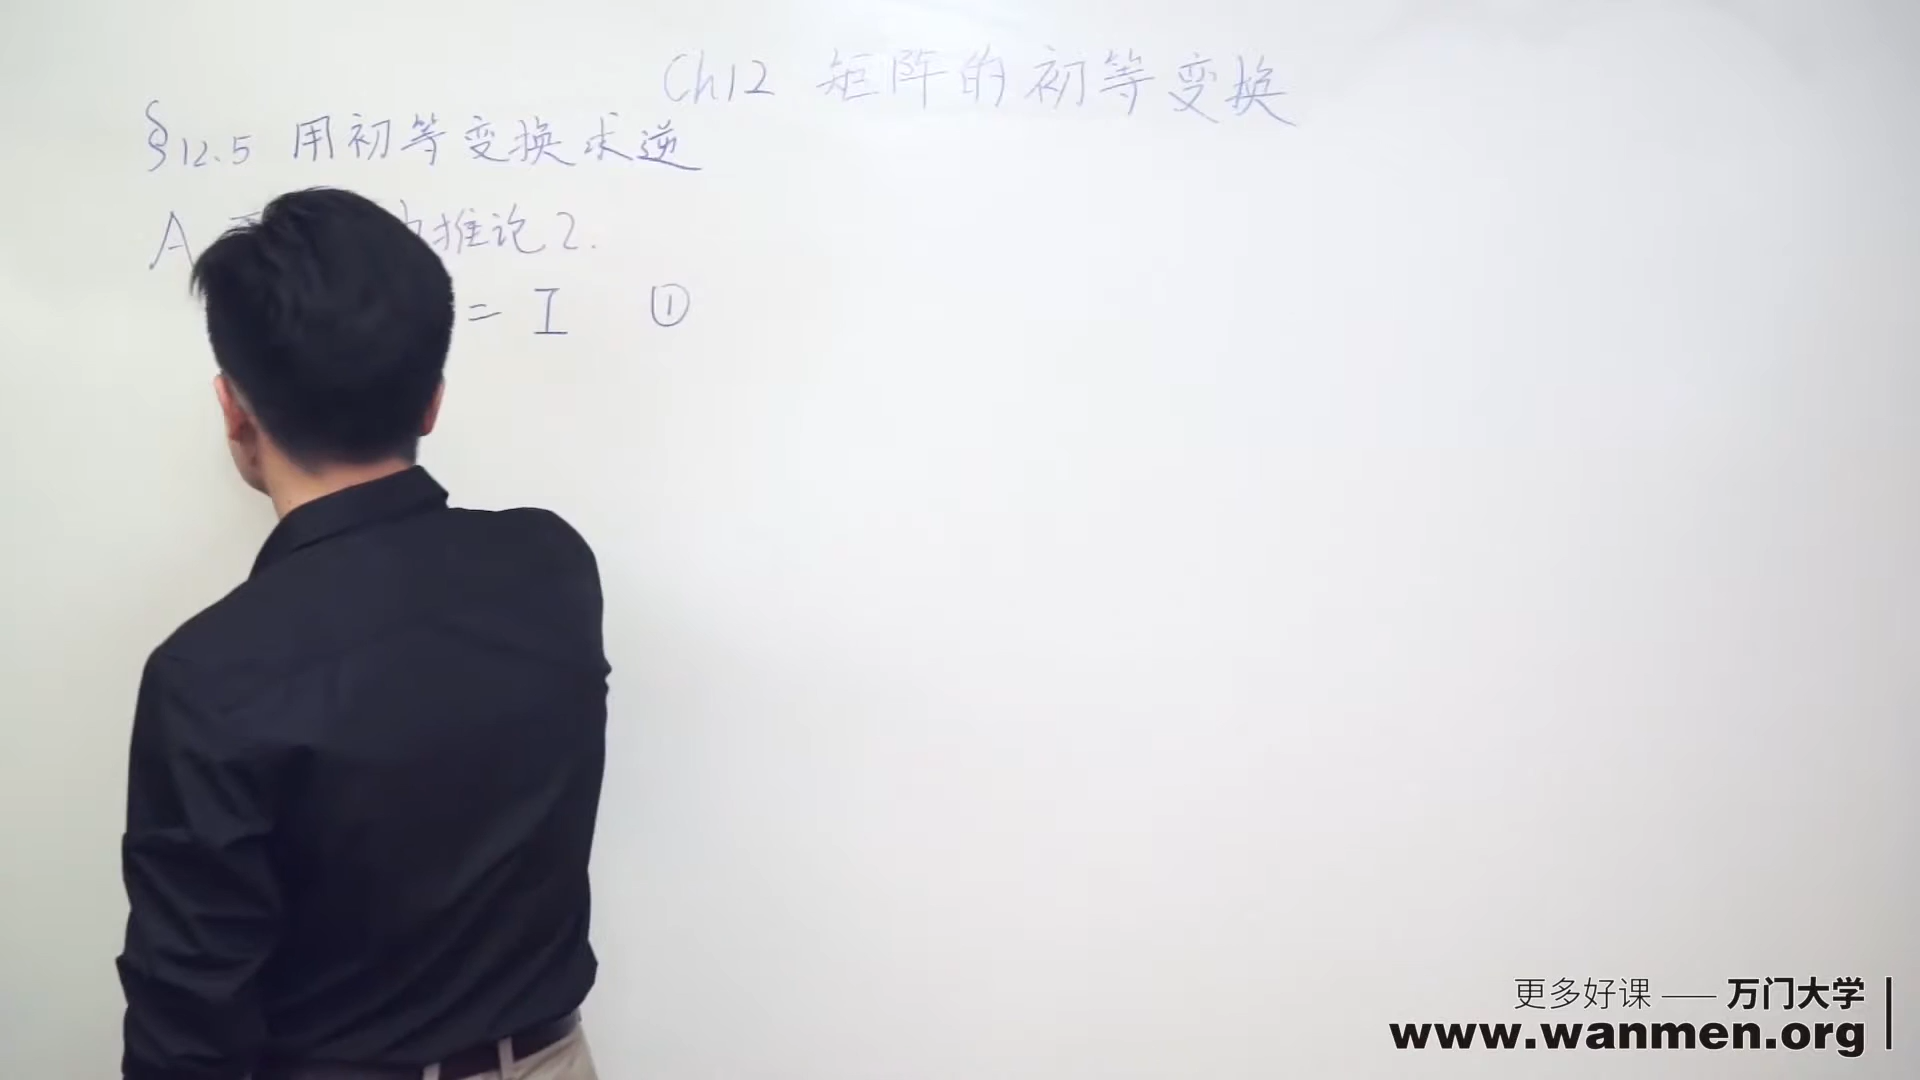 Ch12 矩阵的初等变换
§12.5 用初等变换求逆
A 推论2.
= I ①
更多好课 —— 万门大学
www.wanmen.org